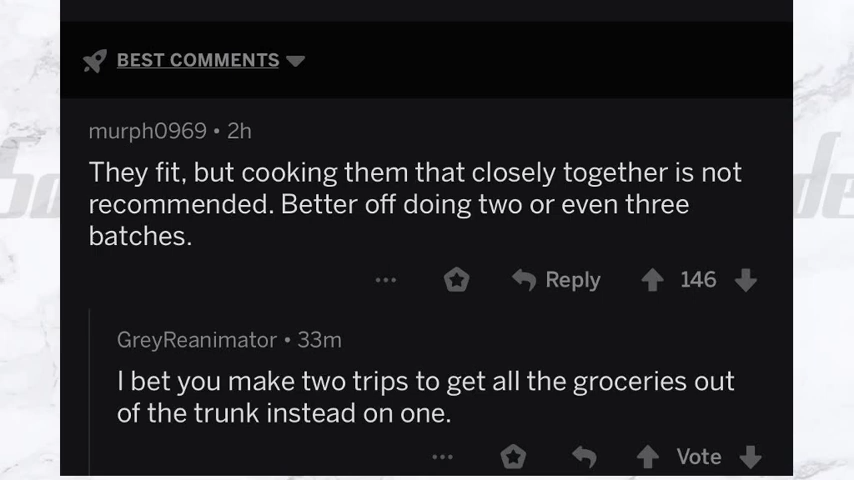 BEST COMMENTS
murph0969 • 2h
They fit, but cooking them that closely together is not
recommended. Better off doing two or even three
batches.
Reply 146
GreyReanimator • 33m
I bet you make two trips to get all the groceries out
of the trunk instead on one.
Vote